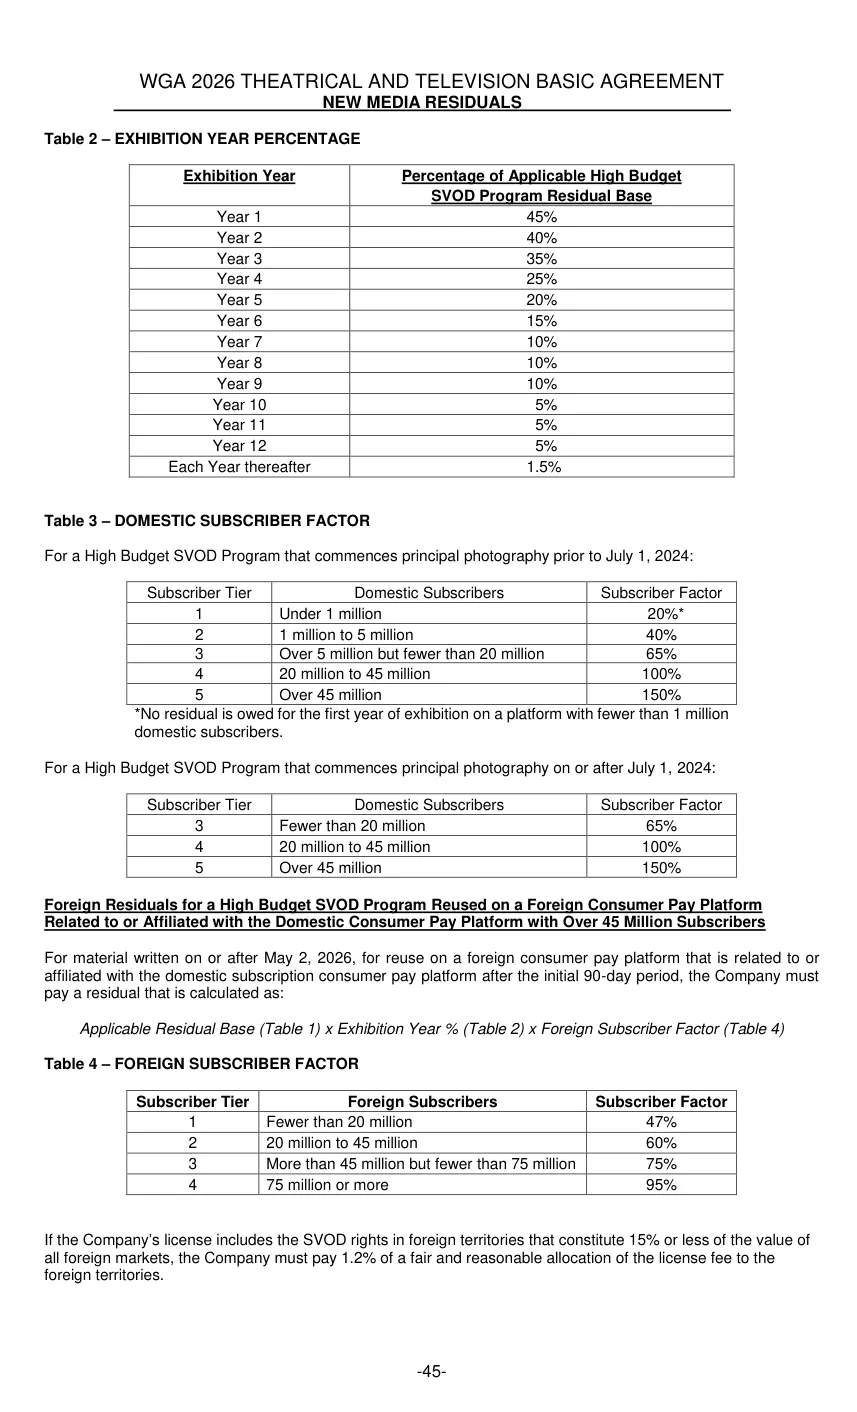 WGA 2026 THEATRICAL AND TELEVISION BASIC AGREEMENT
NEW MEDIA RESIDUALS
Table 2 – EXHIBITION YEAR PERCENTAGE
Exhibition Year Percentage of Applicable High Budget
SVOD Program Residual Base
Year 1 45%
Year 2 40%
Year 3 35%
Year 4 25%
Year 5 20%
Year 6 15%
Year 7 10%
Year 8 10%
Year 9 10%
Year 10 5%
Year 11 5%
Year 12 5%
Each Year thereafter 1.5%
Table 3 – DOMESTIC SUBSCRIBER FACTOR
For a High Budget SVOD Program that commences principal photography prior to July 1, 2024:
Subscriber Tier Domestic Subscribers Subscriber Factor
1 Under 1 million 20%*
2 1 million to 5 million 40%
3 Over 5 million but fewer than 20 million 65%
4 20 million to 45 million 100%
5 Over 45 million 150%
*No residual is owed for the first year of exhibition on a platform with fewer than 1 million
domestic subscribers.
For a High Budget SVOD Program that commences principal photography on or after July 1, 2024:
Subscriber Tier Domestic Subscribers Subscriber Factor
3 Fewer than 20 million 65%
4 20 million to 45 million 100%
5 Over 45 million 150%
Foreign Residuals for a High Budget SVOD Program Reused on a Foreign Consumer Pay Platform
Related to or Affiliated with the Domestic Consumer Pay Platform with Over 45 Million Subscribers
For material written on or after May 2, 2026, for reuse on a foreign consumer pay platform that is related to or
affiliated with the domestic subscription consumer pay platform after the initial 90-day period, the Company must
pay a residual that is calculated as:
Applicable Residual Base (Table 1) x Exhibition Year % (Table 2) x Foreign Subscriber Factor (Table 4)
Table 4 – FOREIGN SUBSCRIBER FACTOR
Subscriber Tier Foreign Subscribers Subscriber Factor
1 Fewer than 20 million 47%
2 20 million to 45 million 60%
3 More than 45 million but fewer than 75 million 75%
4 75 million or more 95%
If the Company's license includes the SVOD rights in foreign territories that constitute 15% or less of the value of
all foreign markets, the Company must pay 1.2% of a fair and reasonable allocation of the license fee to the
foreign territories.
-45-